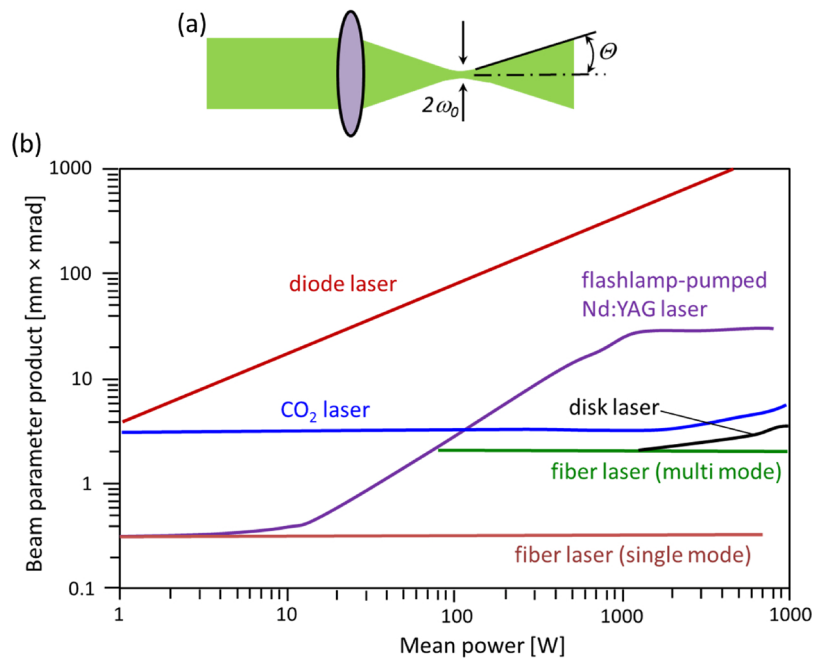 (a)
Θ
2ω₀
(b)
1000
100
10
1
0.1
Beam parameter product [mm × mrad]
diode laser
flashlamp-pumped
Nd:YAG laser
CO₂ laser
disk laser
fiber laser (multi mode)
fiber laser (single mode)
1 10 100 1000 1000
Mean power [W]